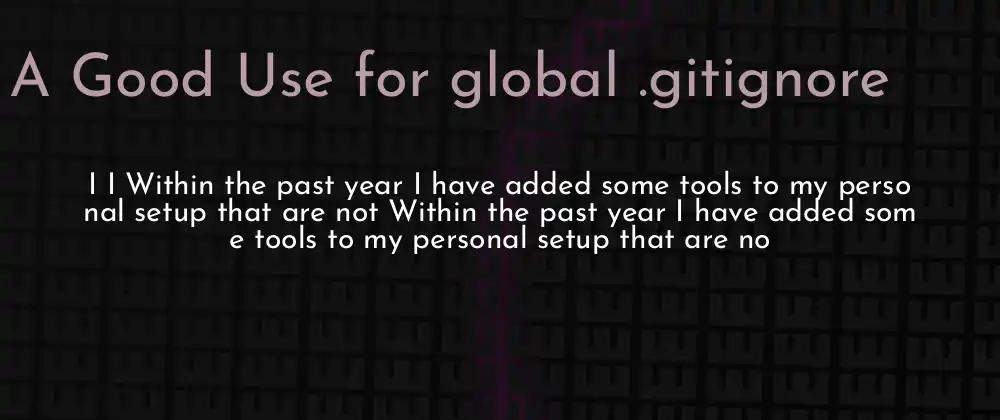 A Good Use for global .gitignore
I I Within the past year I have added some tools to my perso
nal setup that are not Within the past year I have added som
e tools to my personal setup that are no